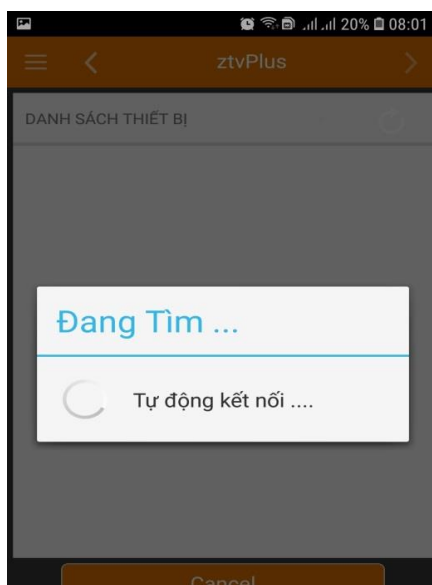 20% 08:01
ztvPlus
DANH SÁCH THIẾT BỊ
Đang Tìm ...
Tự động kết nối ....
Cancel